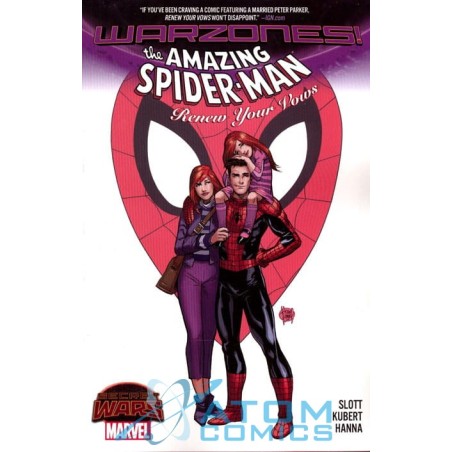 "IF YOU'VE BEEN CRAVING A COMIC FEATURING A MARRIED PETER PARKER,
RENEW YOUR VOWS WON'T DISAPPOINT." —IGN.com
WARZONES!
the AMAZING
SPIDER-MAN
Renew Your Vows
SECRET
WARS
MARVEL
SLOTT
KUBERT
HANNA
ATOM
COMICS